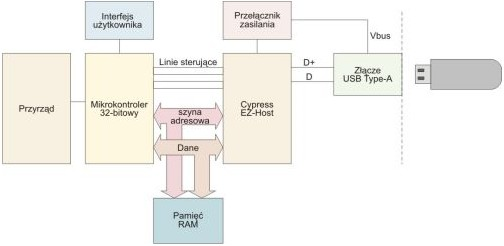 Interfejs
użytkownika
Przełącznik
zasilania
Vbus
Linie sterujące
D+
D
Złącze
USB Type-A
Przyrząd
Mikrokontroler
32-bitowy
szyna
adresowa
Cypress
EZ-Host
Dane
Pamięć
RAM